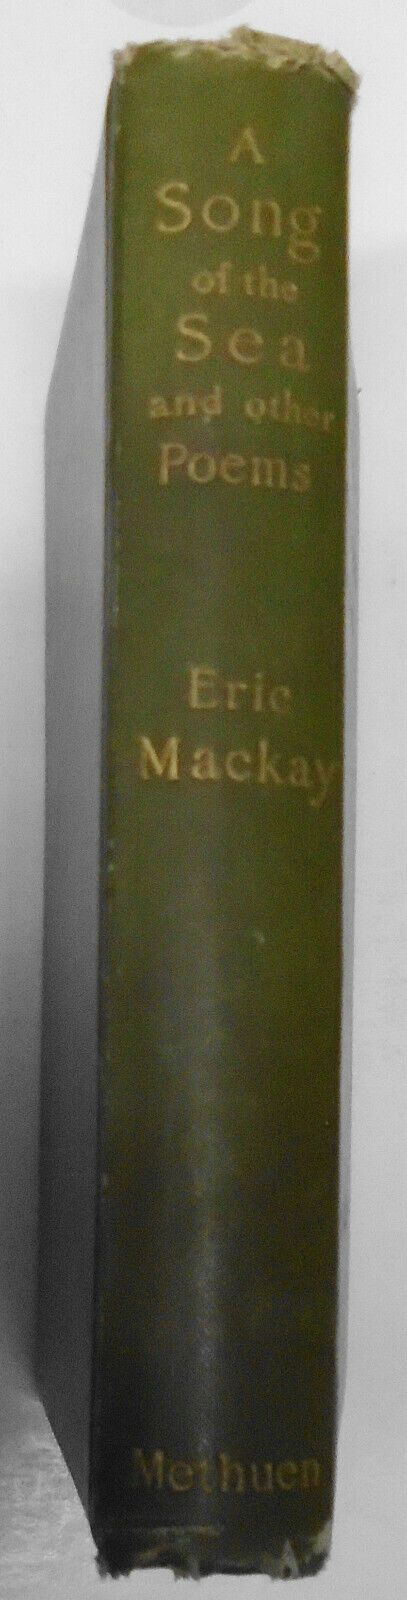 A
Song
of the
Sea
and other
Poems
Eric
Mackay
Methuen